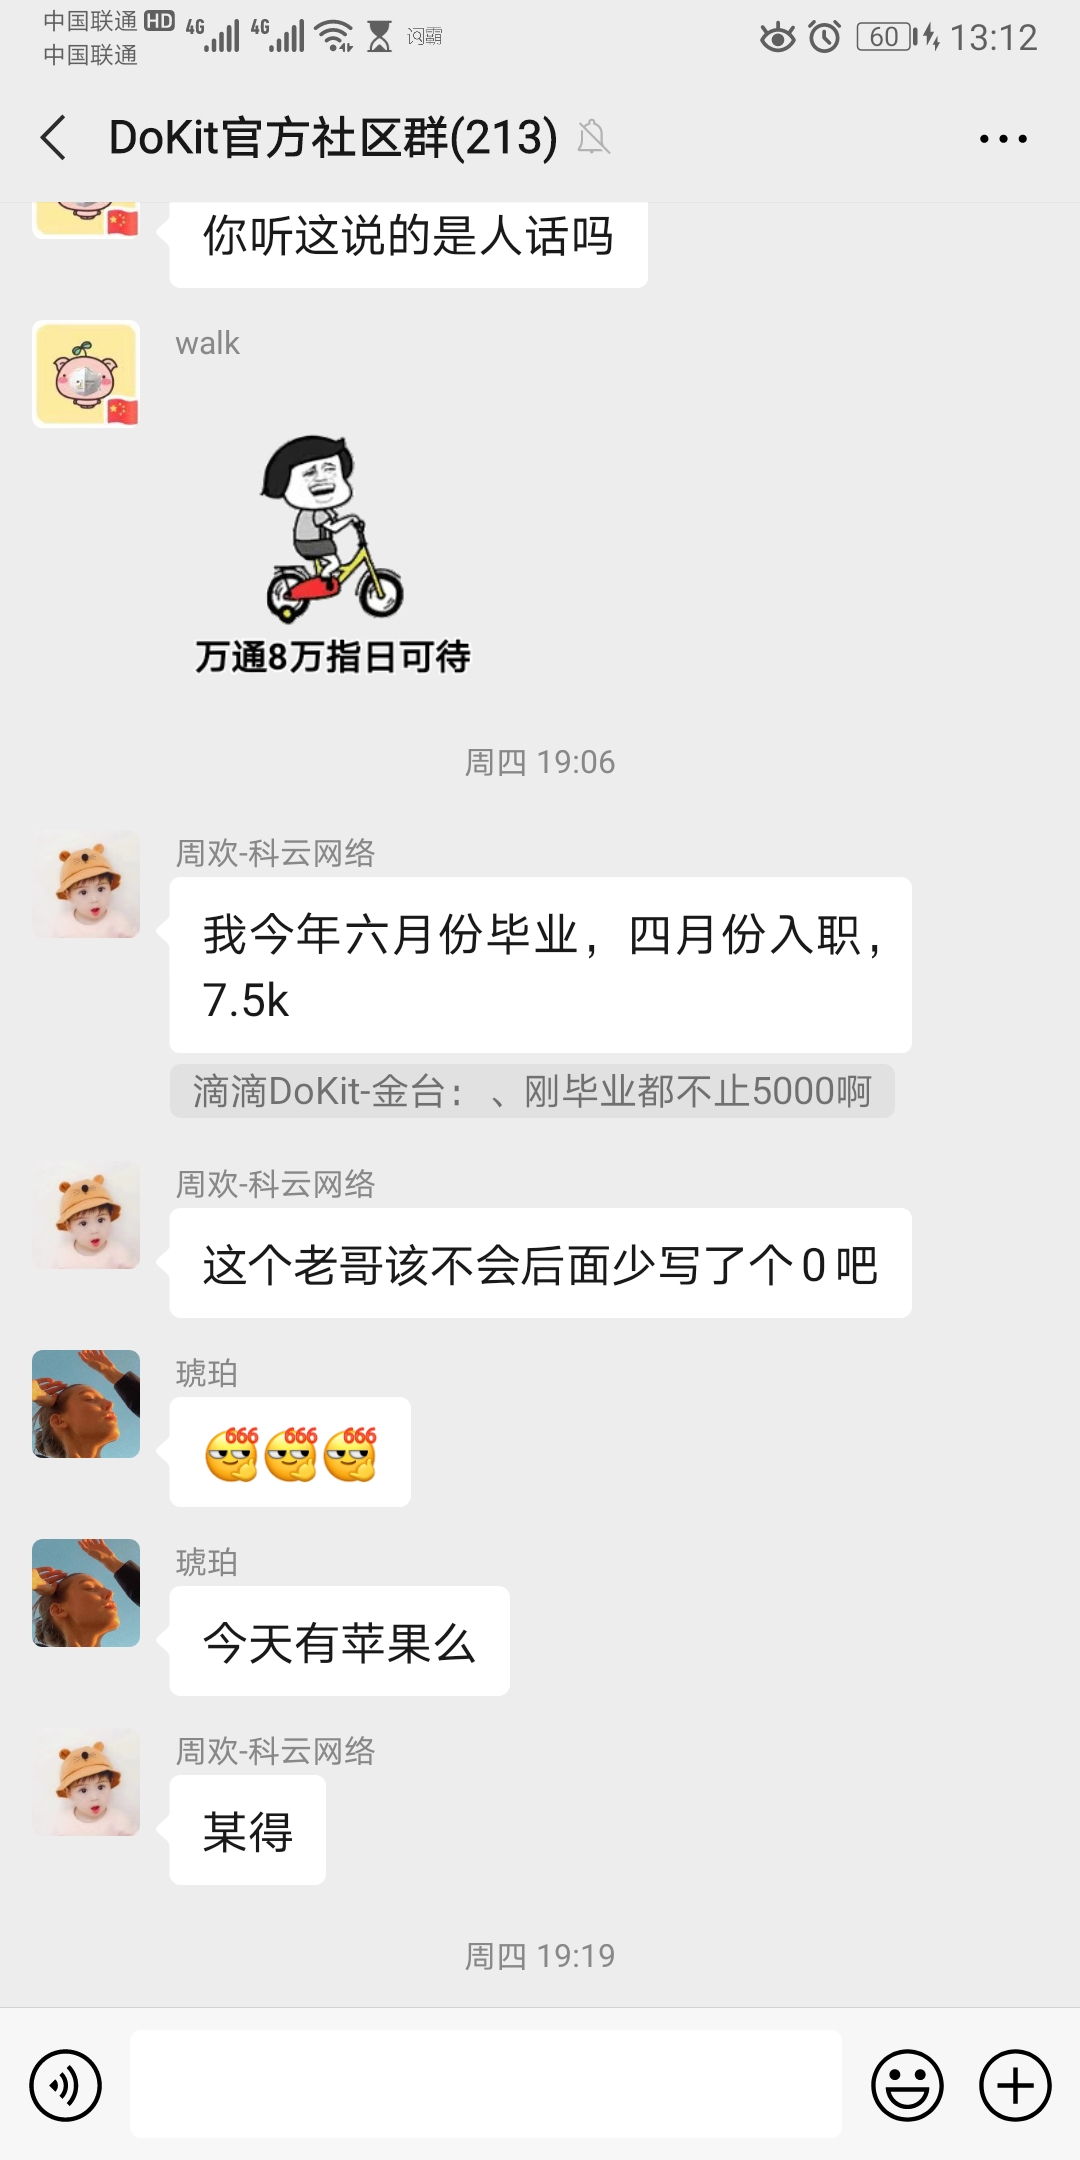 中国联通 HD 4G 4G 词霸 60 13:12
中国联通
DoKit官方社区群(213)
你听这说的是人话吗
walk
万通8万指日可待
周四 19:06
周欢-科云网络
我今年六月份毕业，四月份入职，
7.5k
滴滴DoKit-金台：、刚毕业都不止5000啊
周欢-科云网络
这个老哥该不会后面少写了个0吧
琥珀
666 666 666
琥珀
今天有苹果么
周欢-科云网络
某得
周四 19:19